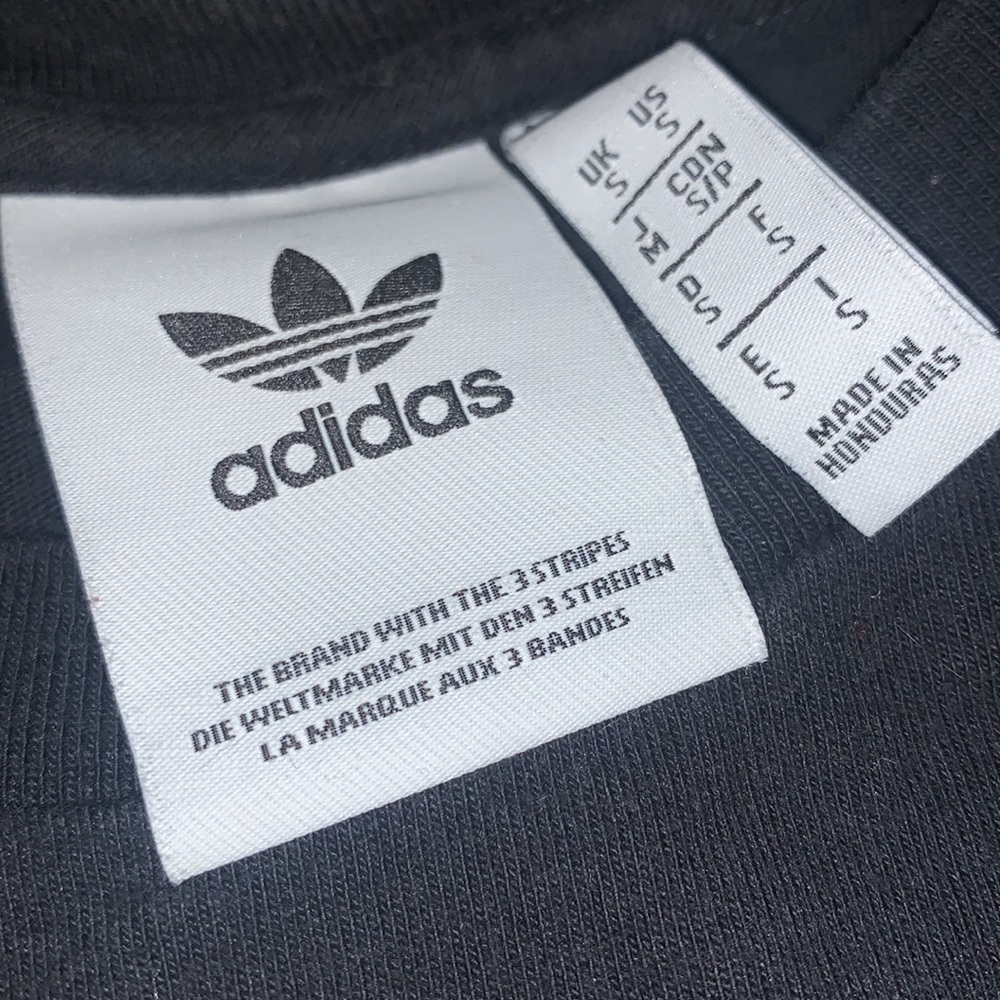 adidas
THE BRAND WITH THE 3 STRIPES
DIE WELTMARKE MIT DEN 3 STREIFEN
LA MARQUE AUX 3 BANDES
US UK
S S
CDN J
S/P M
F D
S S
I E
S S
MADE IN
HONDURAS